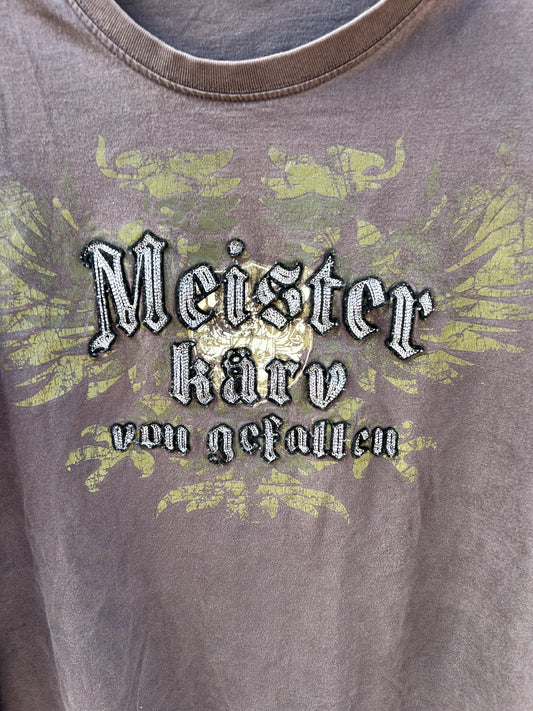 Meister
kärv
von gefallen